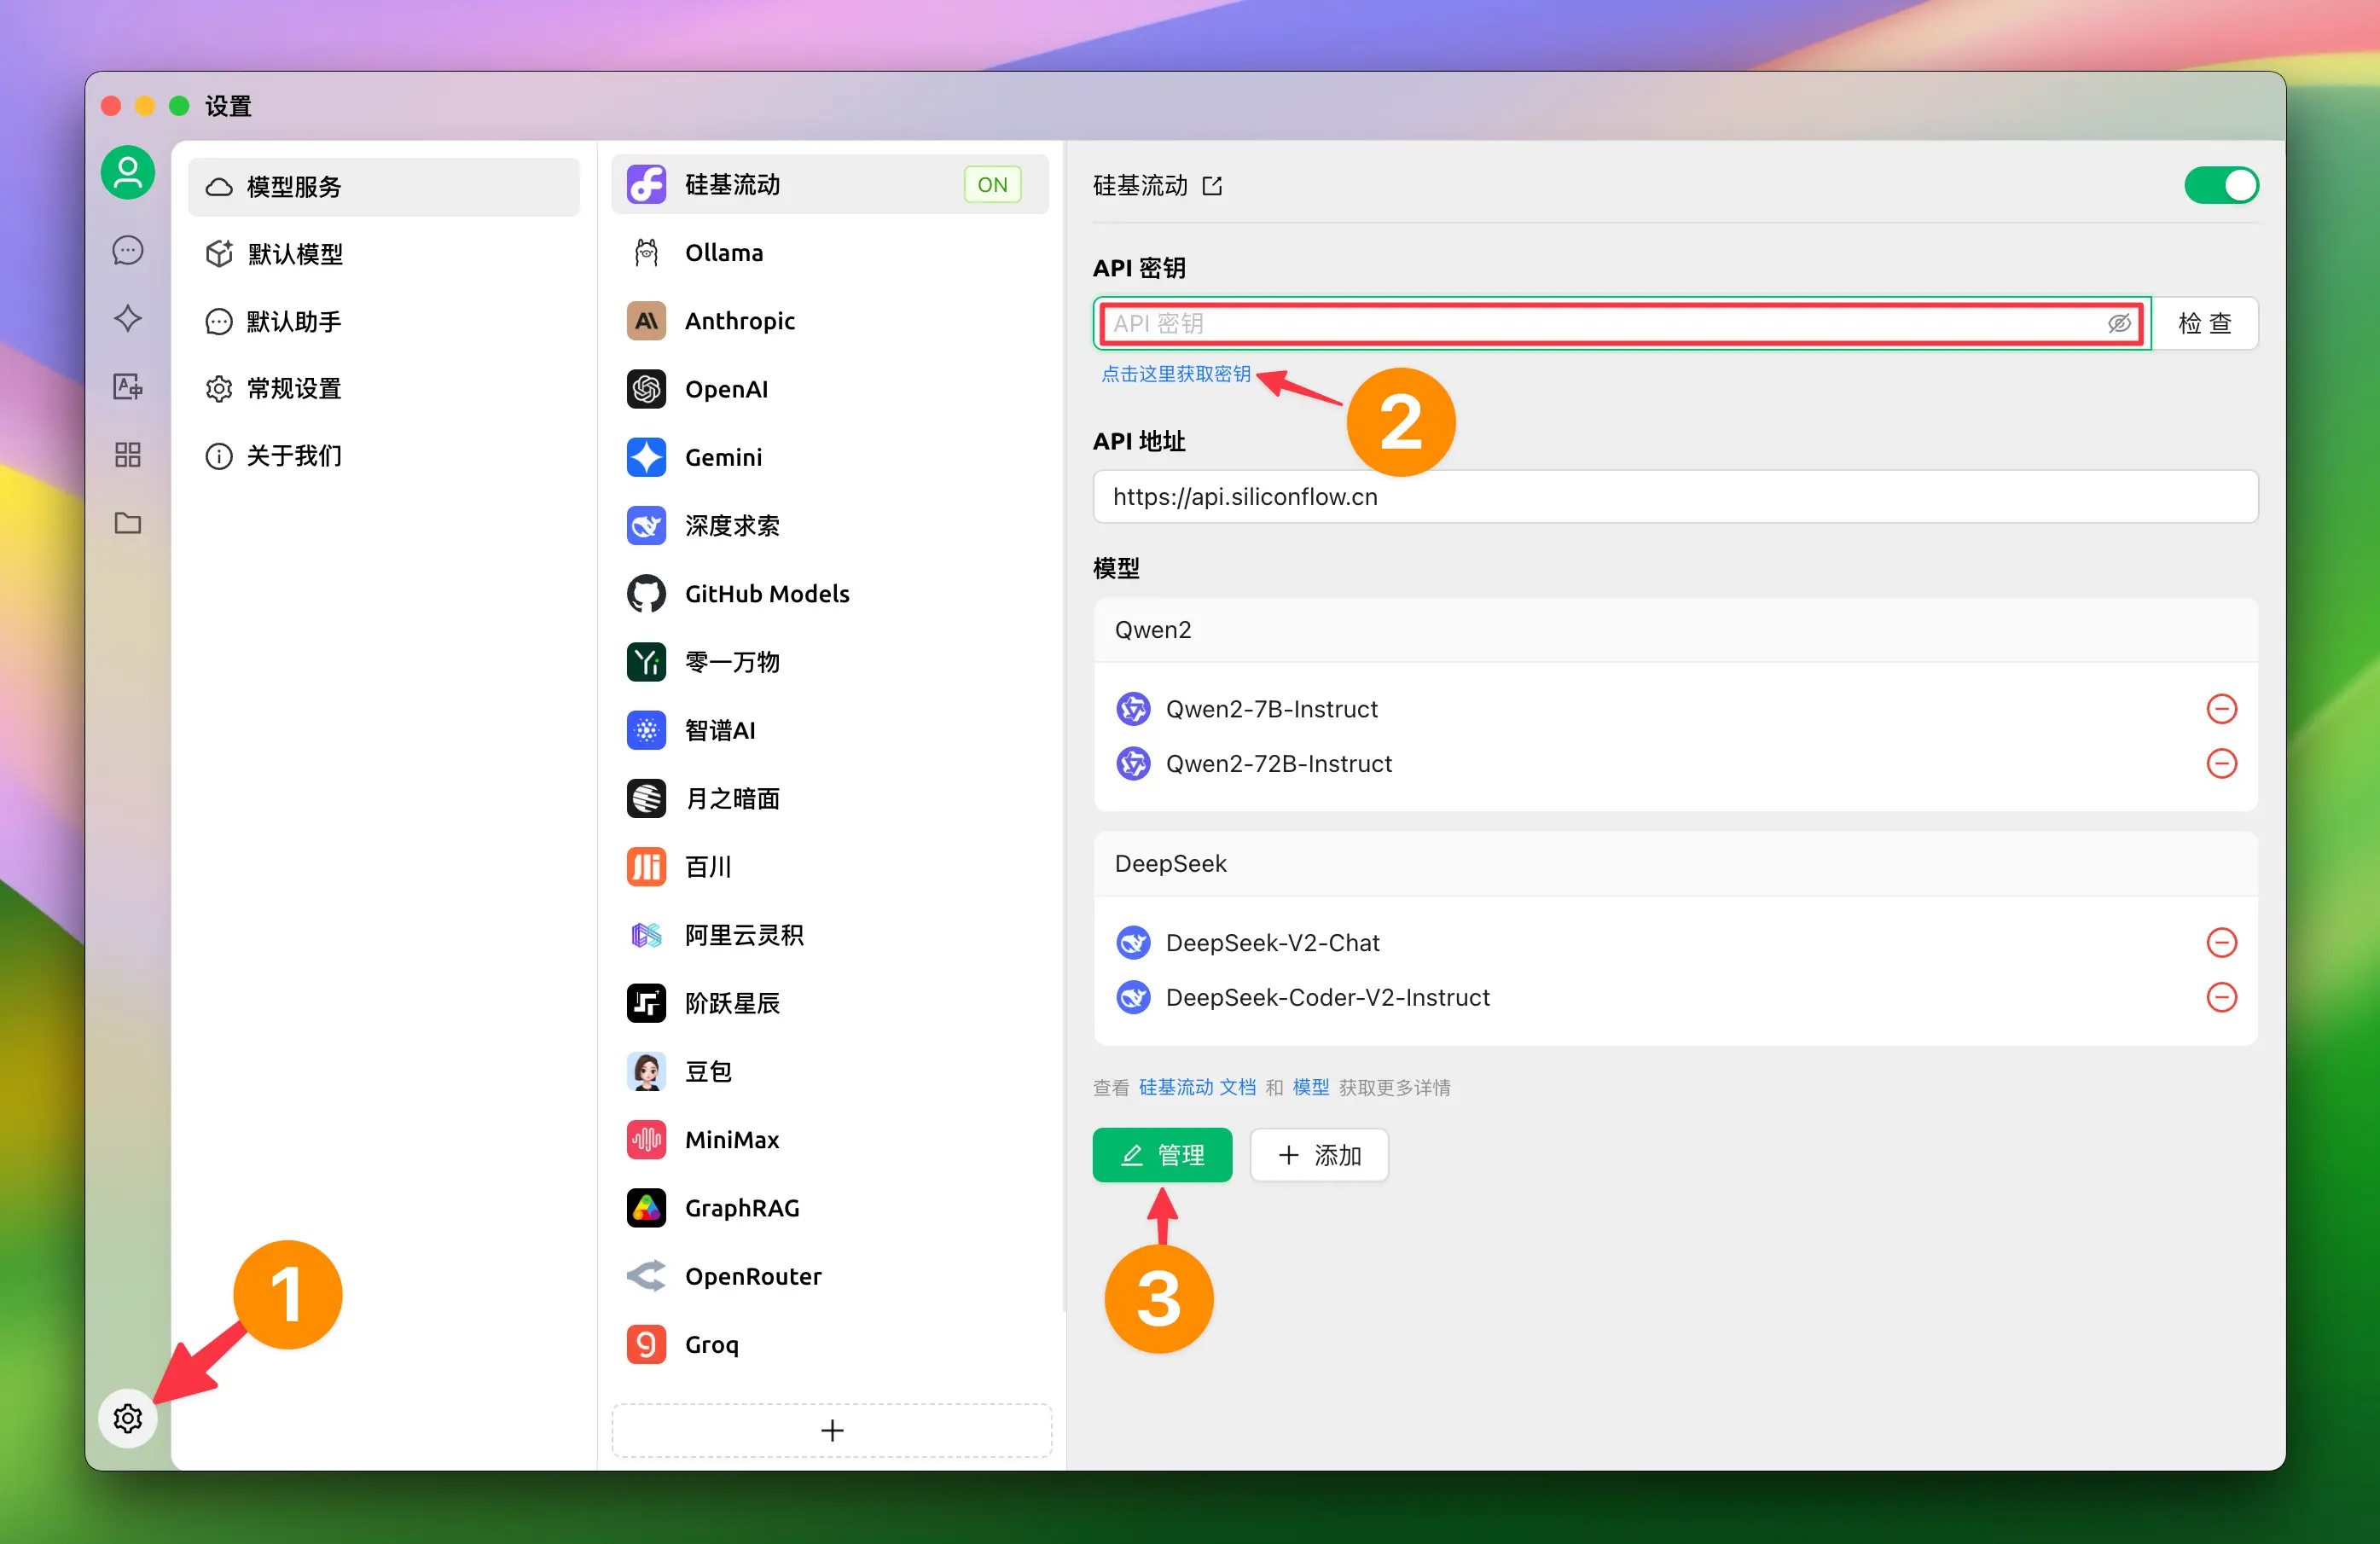 设置
模型服务
默认模型
默认助手
常规设置
关于我们
1
硅基流动 ON
Ollama
Anthropic
OpenAI
Gemini
深度求索
GitHub Models
零一万物
智谱AI
月之暗面
百川
阿里云灵积
阶跃星辰
豆包
MiniMax
GraphRAG
OpenRouter
Groq
硅基流动
API 密钥
API 密钥 检 查
点击这里获取密钥
2
API 地址
https://api.siliconflow.cn
模型
Qwen2
Qwen2-7B-Instruct
Qwen2-72B-Instruct
DeepSeek
DeepSeek-V2-Chat
DeepSeek-Coder-V2-Instruct
查看 硅基流动 文档 和 模型 获取更多详情
管理 添加
3